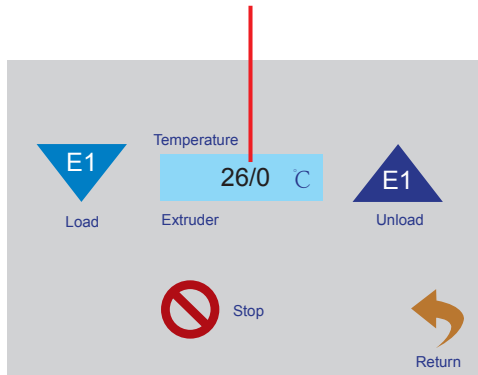 Temperature
E1
26/0 ℃
E1
Load
Extruder
Unload
Stop
Return